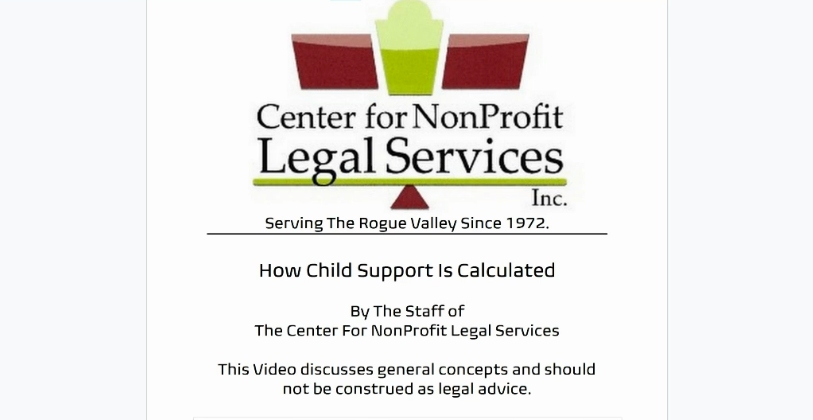 Center for NonProfit
Legal Services
Inc.
Serving The Rogue Valley Since 1972.
How Child Support Is Calculated
By The Staff of
The Center For NonProfit Legal Services
This Video discusses general concepts and should
not be construed as legal advice.